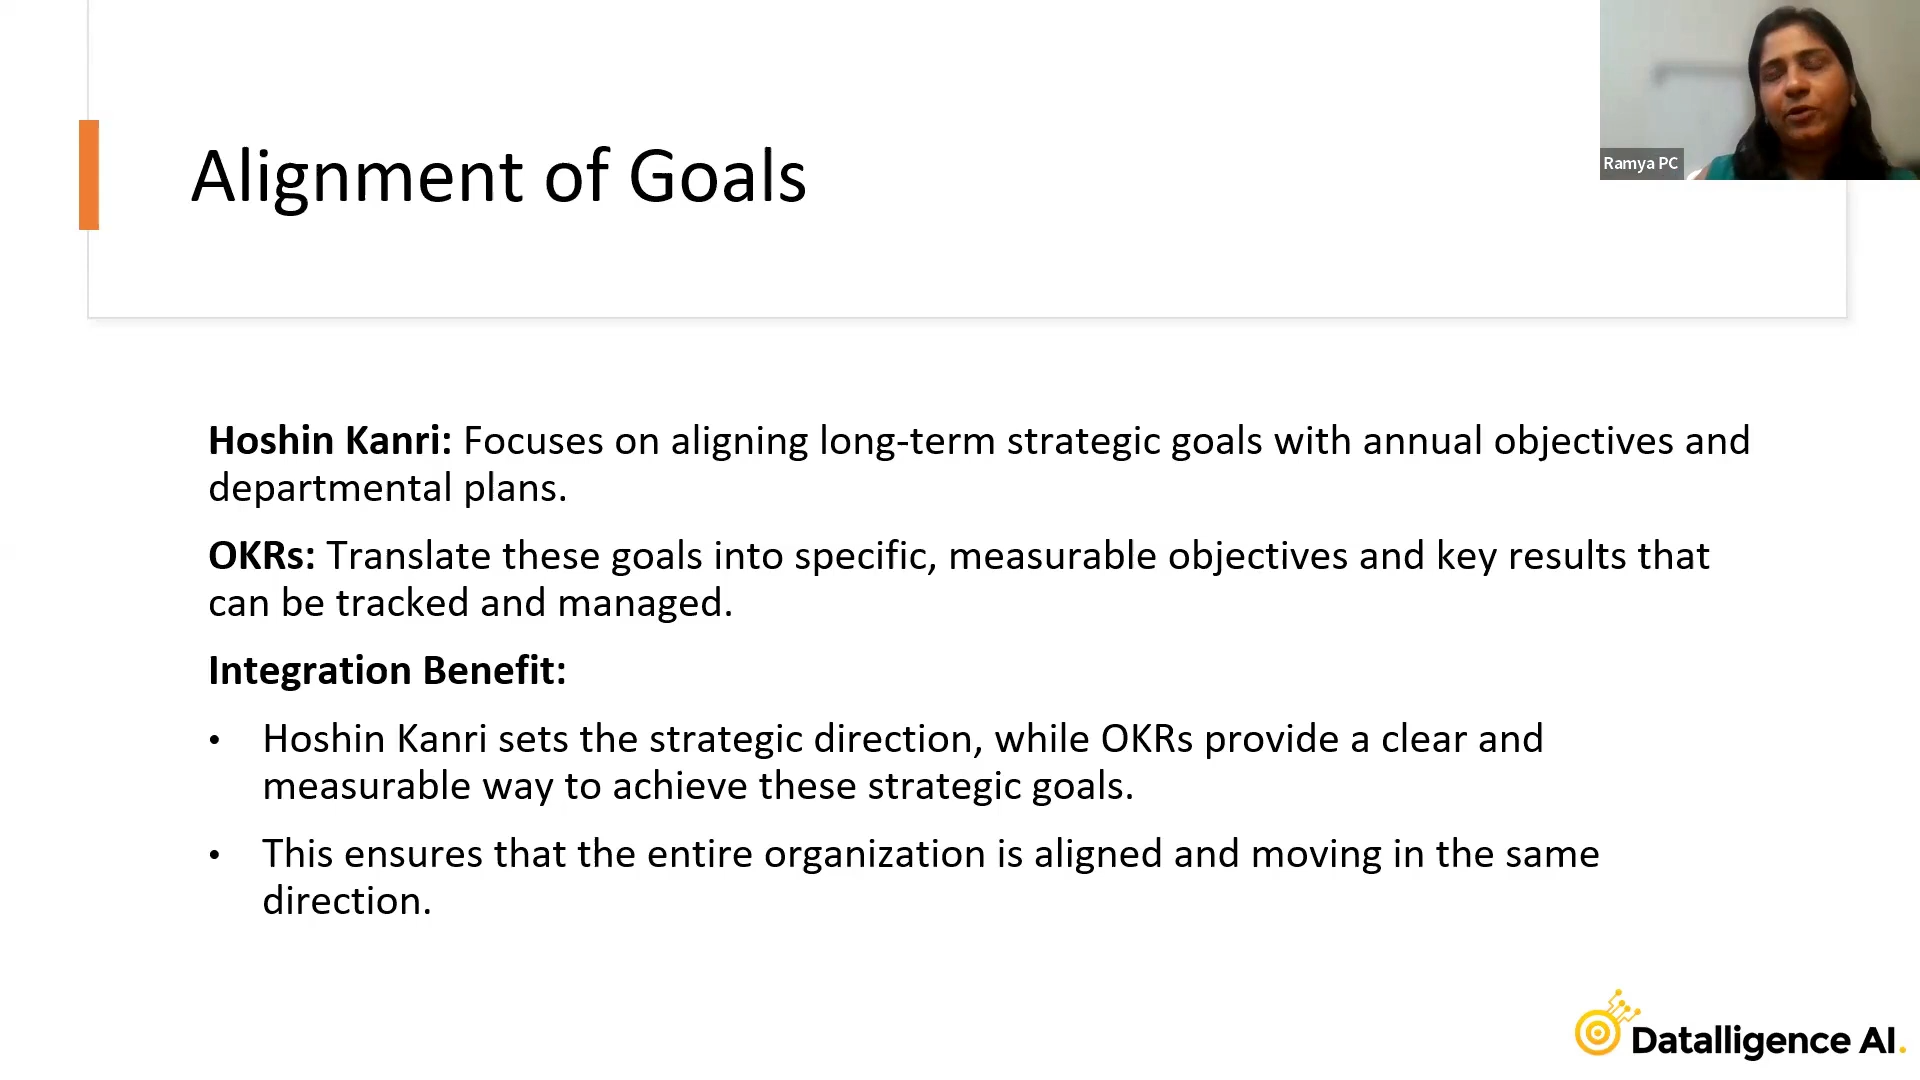 Alignment of Goals
Ramya PC
Hoshin Kanri: Focuses on aligning long-term strategic goals with annual objectives and
departmental plans.
OKRs: Translate these goals into specific, measurable objectives and key results that
can be tracked and managed.
Integration Benefit:
• Hoshin Kanri sets the strategic direction, while OKRs provide a clear and
measurable way to achieve these strategic goals.
• This ensures that the entire organization is aligned and moving in the same
direction.
Datalligence AI.